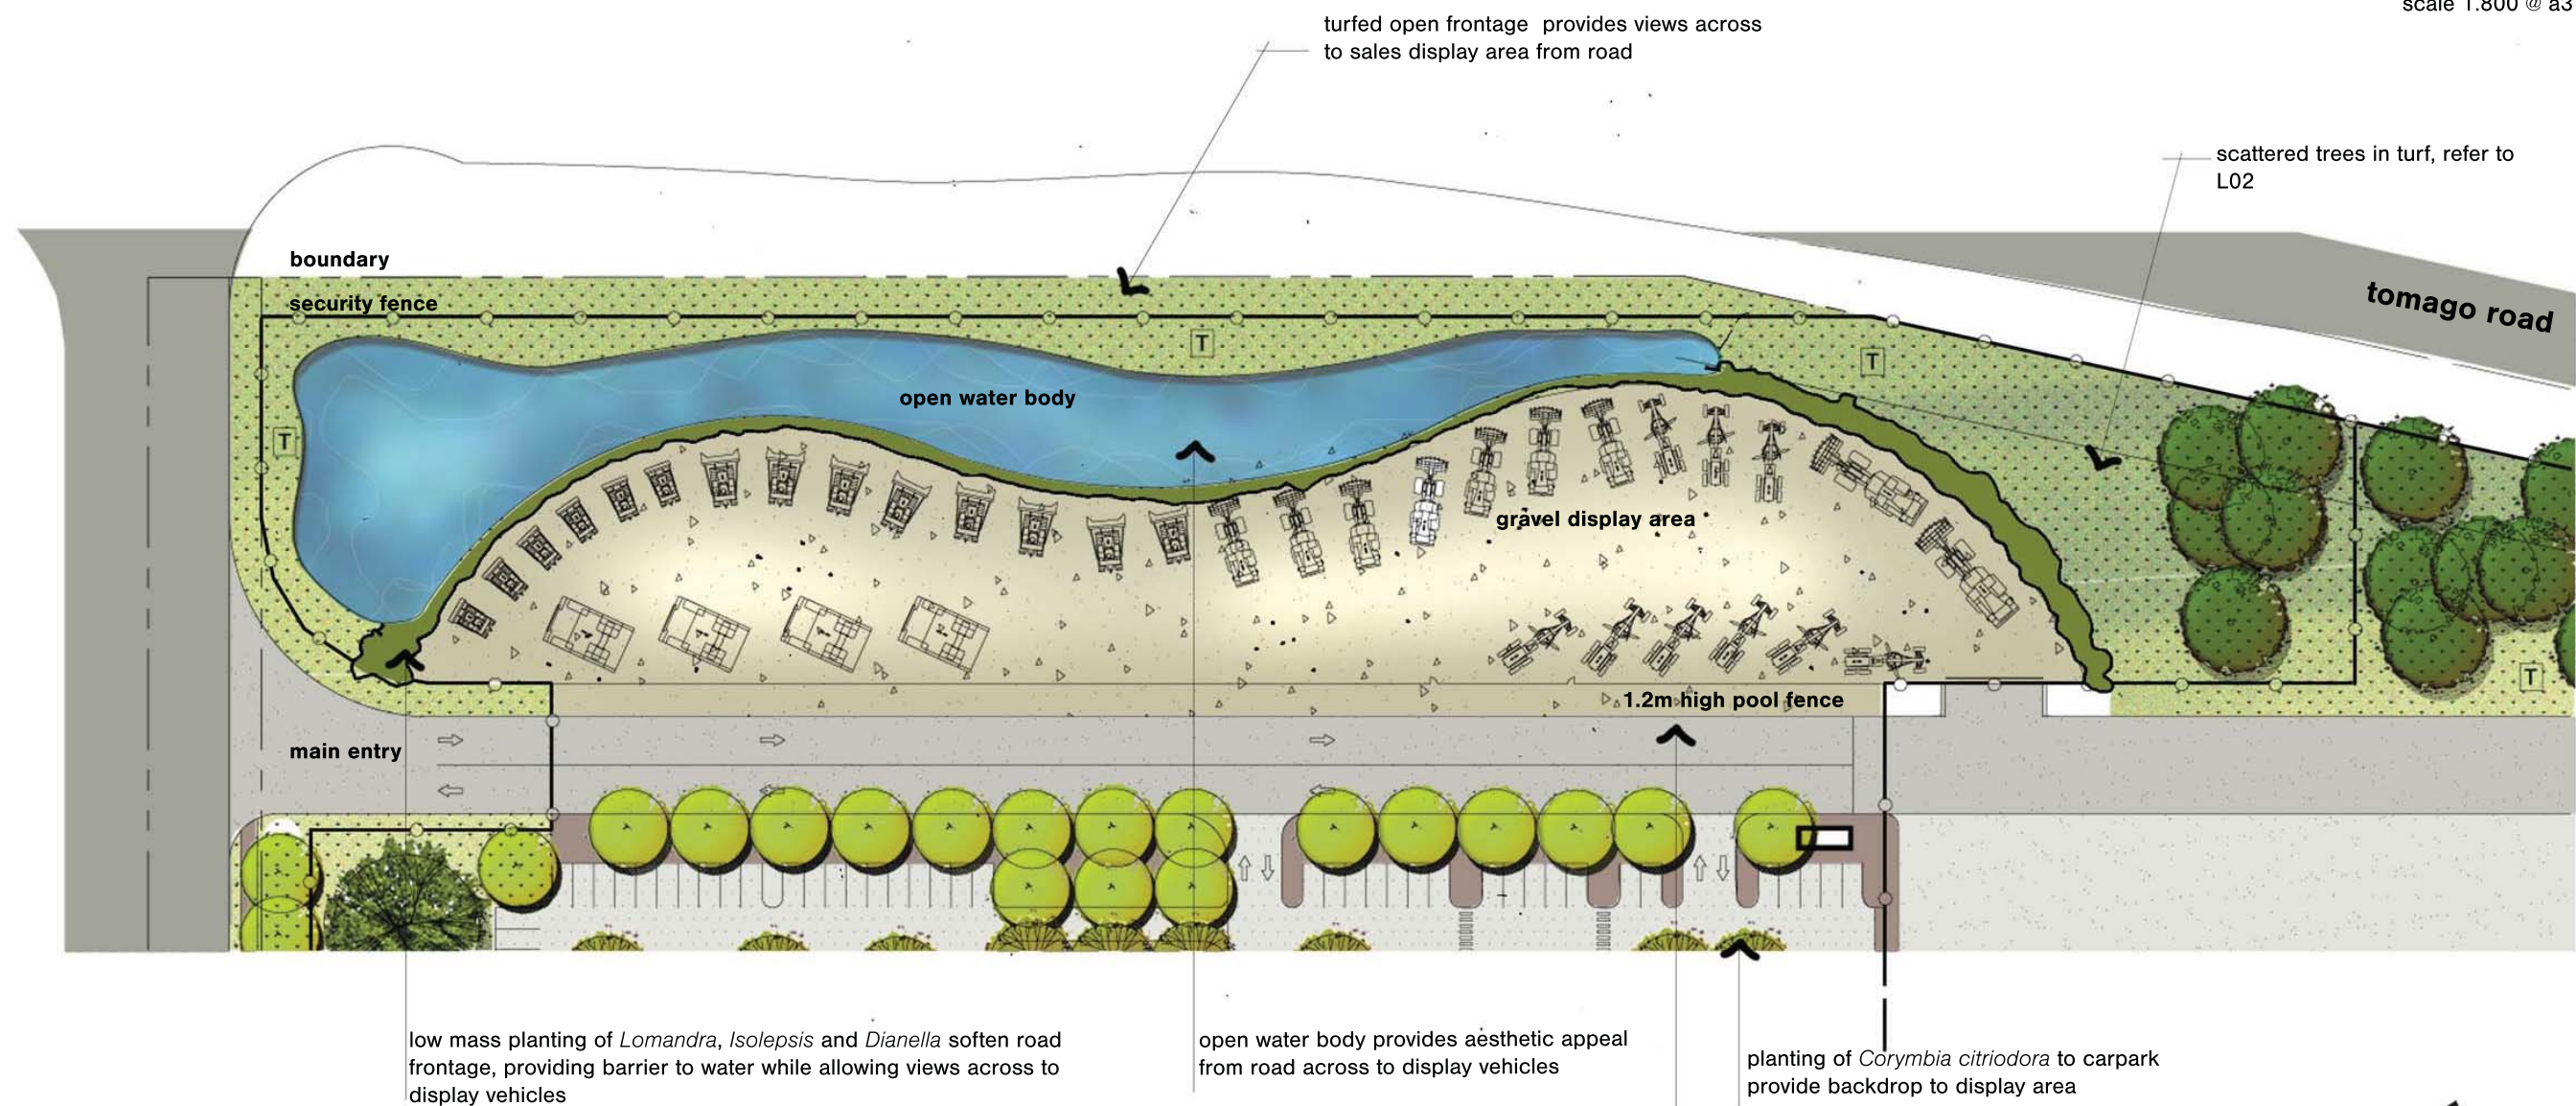 scale 1:800 @ a3
turfed open frontage provides views across
to sales display area from road
scattered trees in turf, refer to
L02
boundary
security fence
tomago road
T
T
open water body
T
gravel display area
T
1.2m high pool fence
main entry
low mass planting of Lomandra, Isolepsis and Dianella soften road
frontage, providing barrier to water while allowing views across to
display vehicles
open water body provides aesthetic appeal
from road across to display vehicles
planting of Corymbia citriodora to carpark
provide backdrop to display area